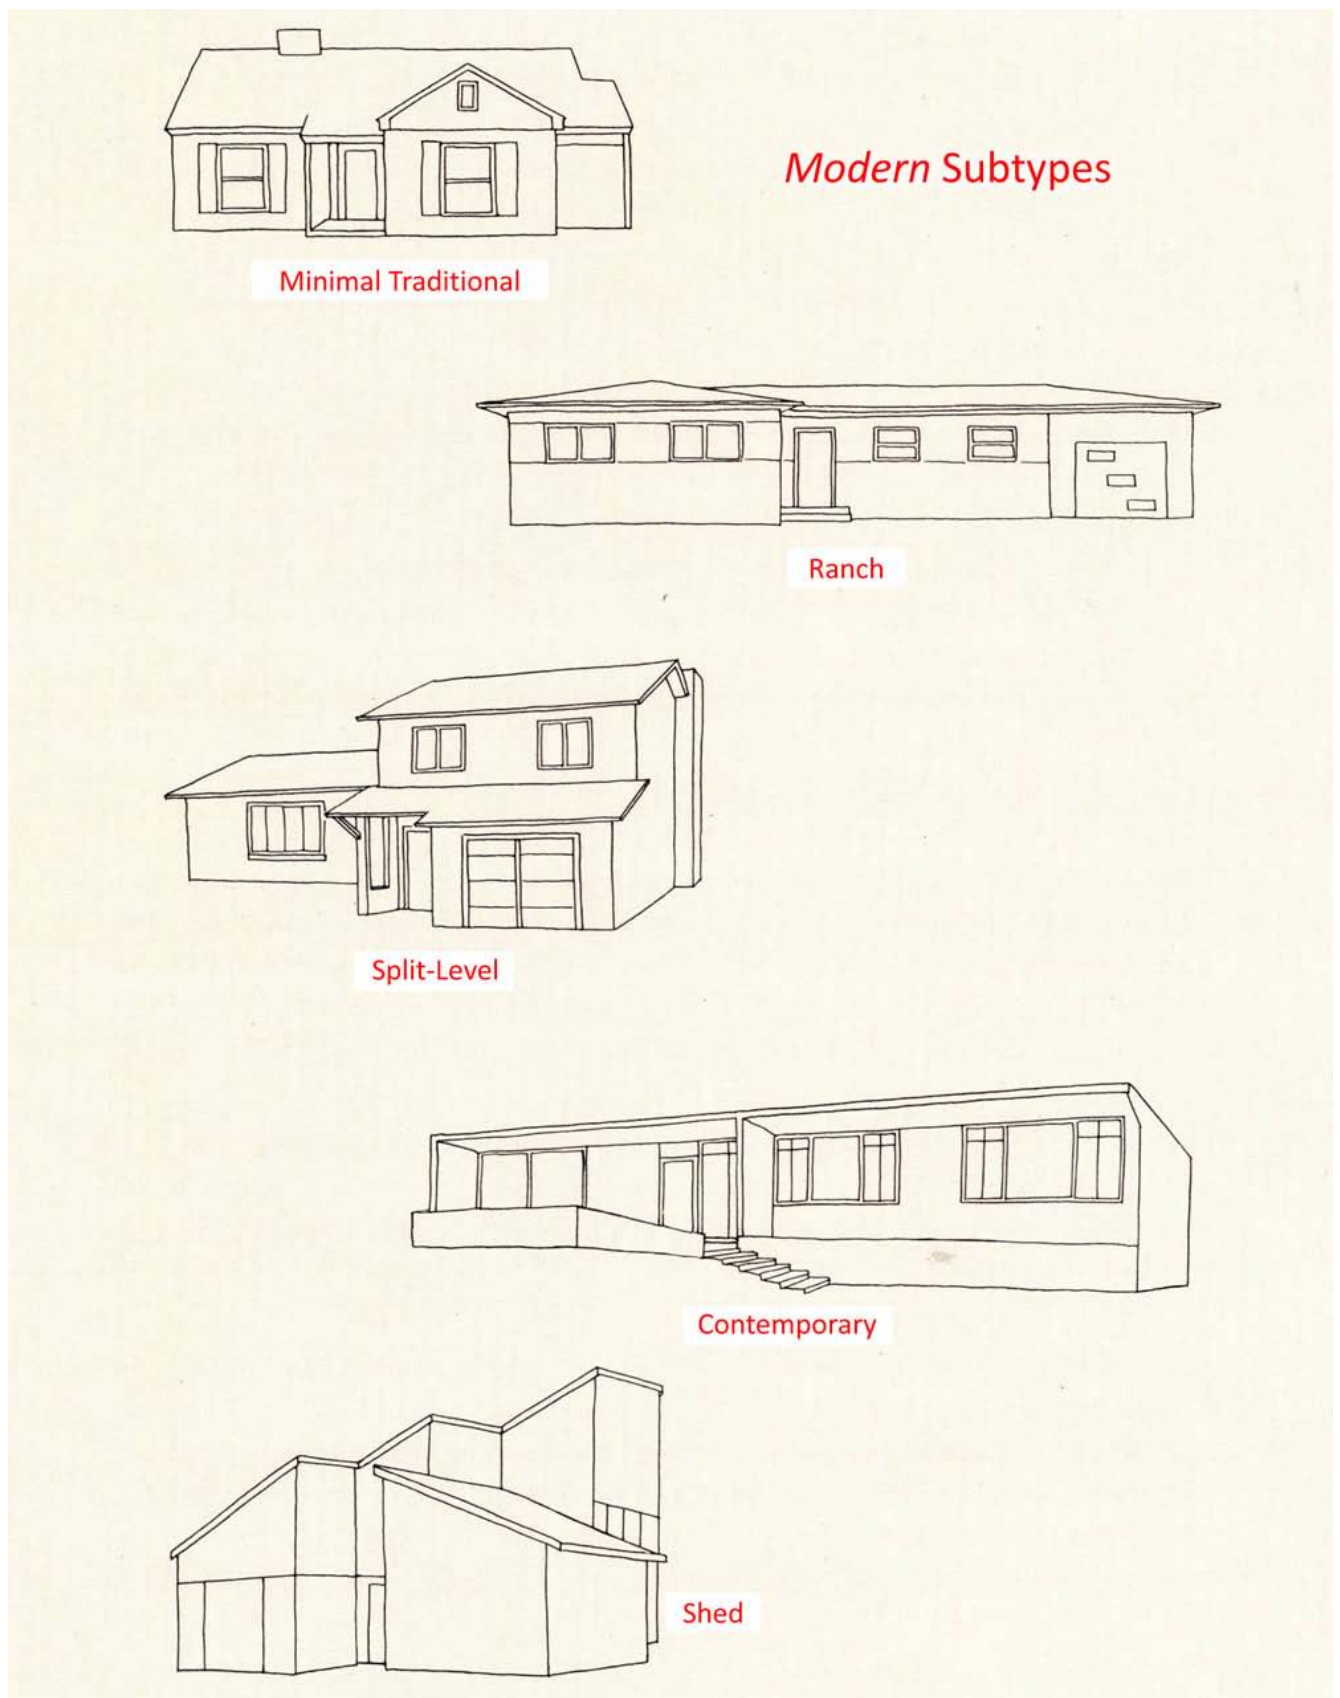 Modern Subtypes
Minimal Traditional
Ranch
Split-Level
Contemporary
Shed